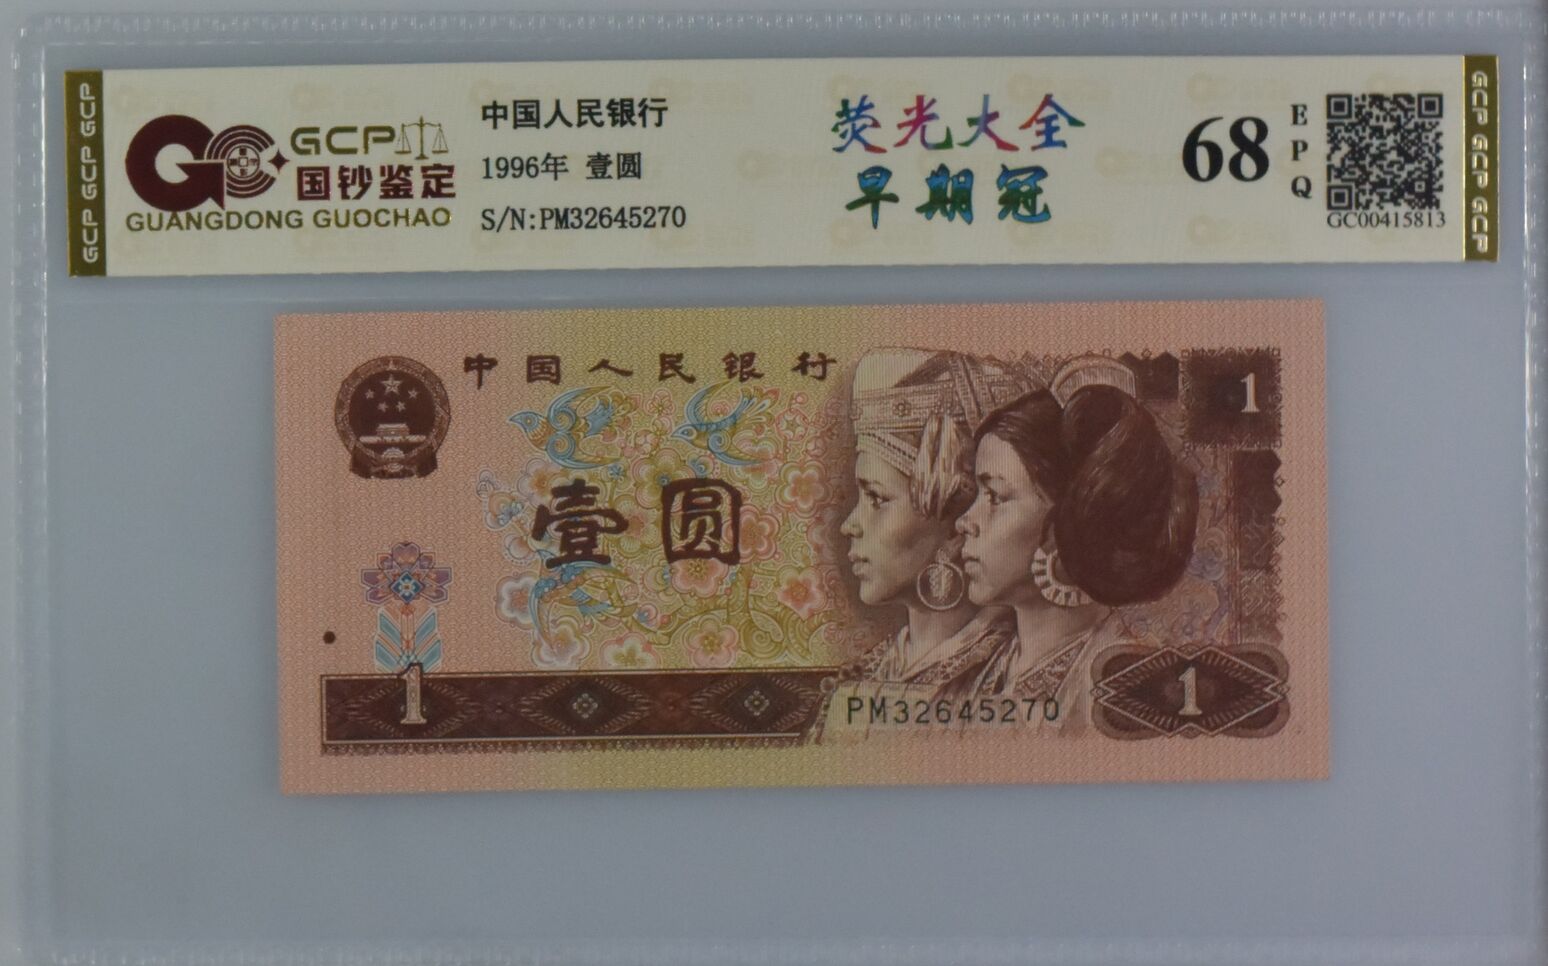 GCP GCP GCP
GCP
国钞鉴定
GUANGDONG GUOCHAO
中国人民银行
1996年 壹圆
S/N:PM32645270
荧光大全
早期冠
68
EPQ
GC00415813
GCP GCP GCP
中国人民银行
1
壹圆
1
PM32645270
1